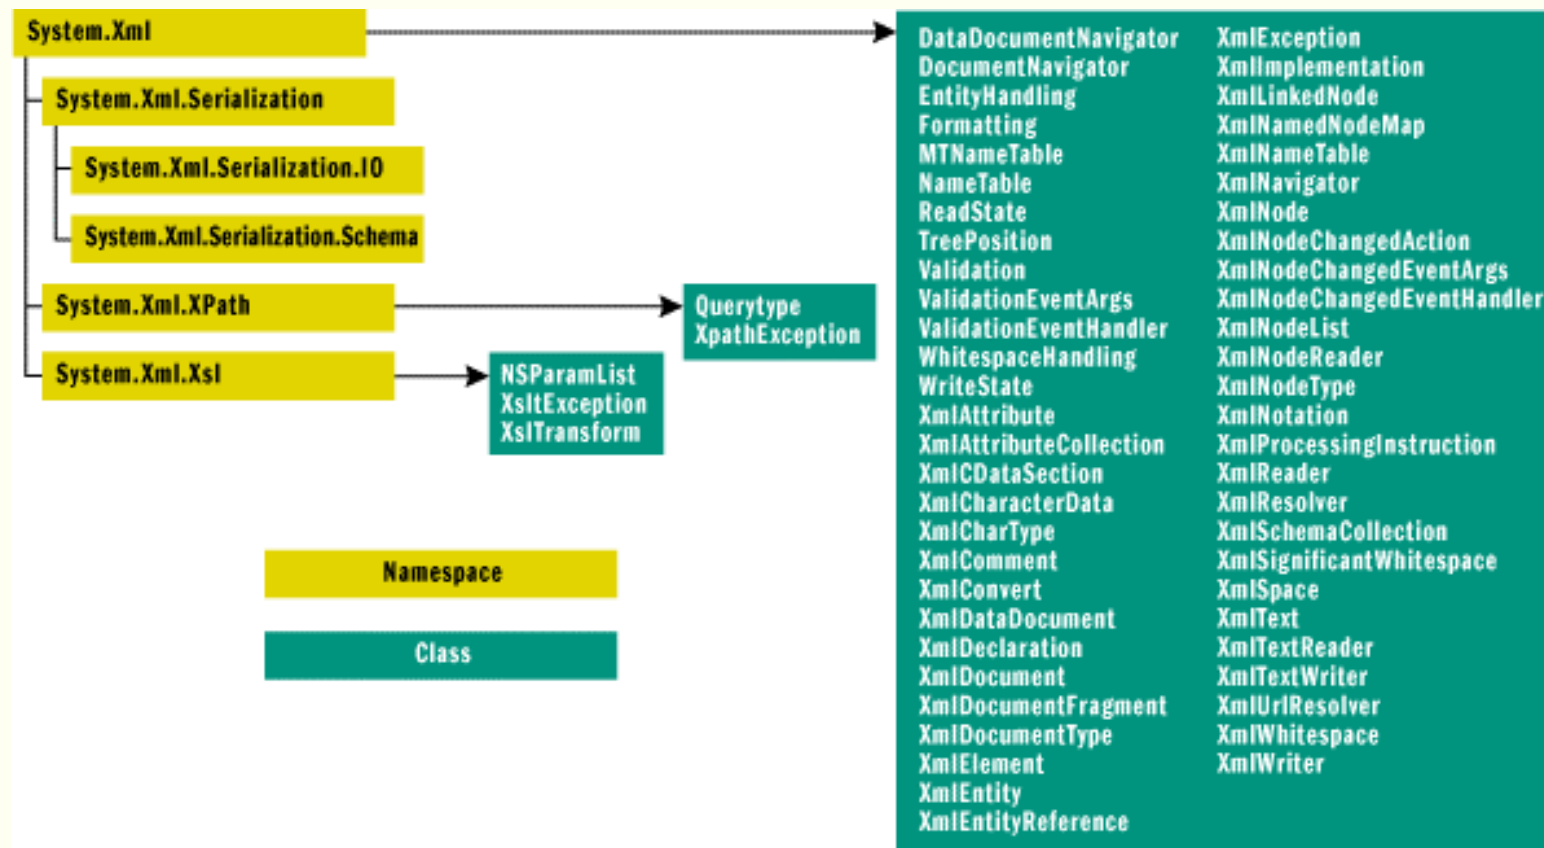 System.Xml
System.Xml.Serialization
System.Xml.Serialization.IO
System.Xml.Serialization.Schema
System.Xml.XPath
System.Xml.Xsl
Querytype
XpathException
NSParamList
XsltException
XslTransform
Namespace
Class
DataDocumentNavigator
DocumentNavigator
EntityHandling
Formatting
MTNameTable
NameTable
ReadState
TreePosition
Validation
ValidationEventArgs
ValidationEventHandler
WhitespaceHandling
WriteState
XmlAttribute
XmlAttributeCollection
XmlCDataSection
XmlCharacterData
XmlCharType
XmlComment
XmlConvert
XmlDataDocument
XmlDeclaration
XmlDocument
XmlDocumentFragment
XmlDocumentType
XmlElement
XmlEntity
XmlEntityReference
XmlException
XmlImplementation
XmlLinkedNode
XmlNamedNodeMap
XmlNameTable
XmlNavigator
XmlNode
XmlNodeChangedAction
XmlNodeChangedEventArgs
XmlNodeChangedEventHandler
XmlNodeList
XmlNodeReader
XmlNodeType
XmlNotation
XmlProcessingInstruction
XmlReader
XmlResolver
XmlSchemaCollection
XmlSignificantWhitespace
XmlSpace
XmlText
XmlTextReader
XmlTextWriter
XmlUrlResolver
XmlWhitespace
XmlWriter